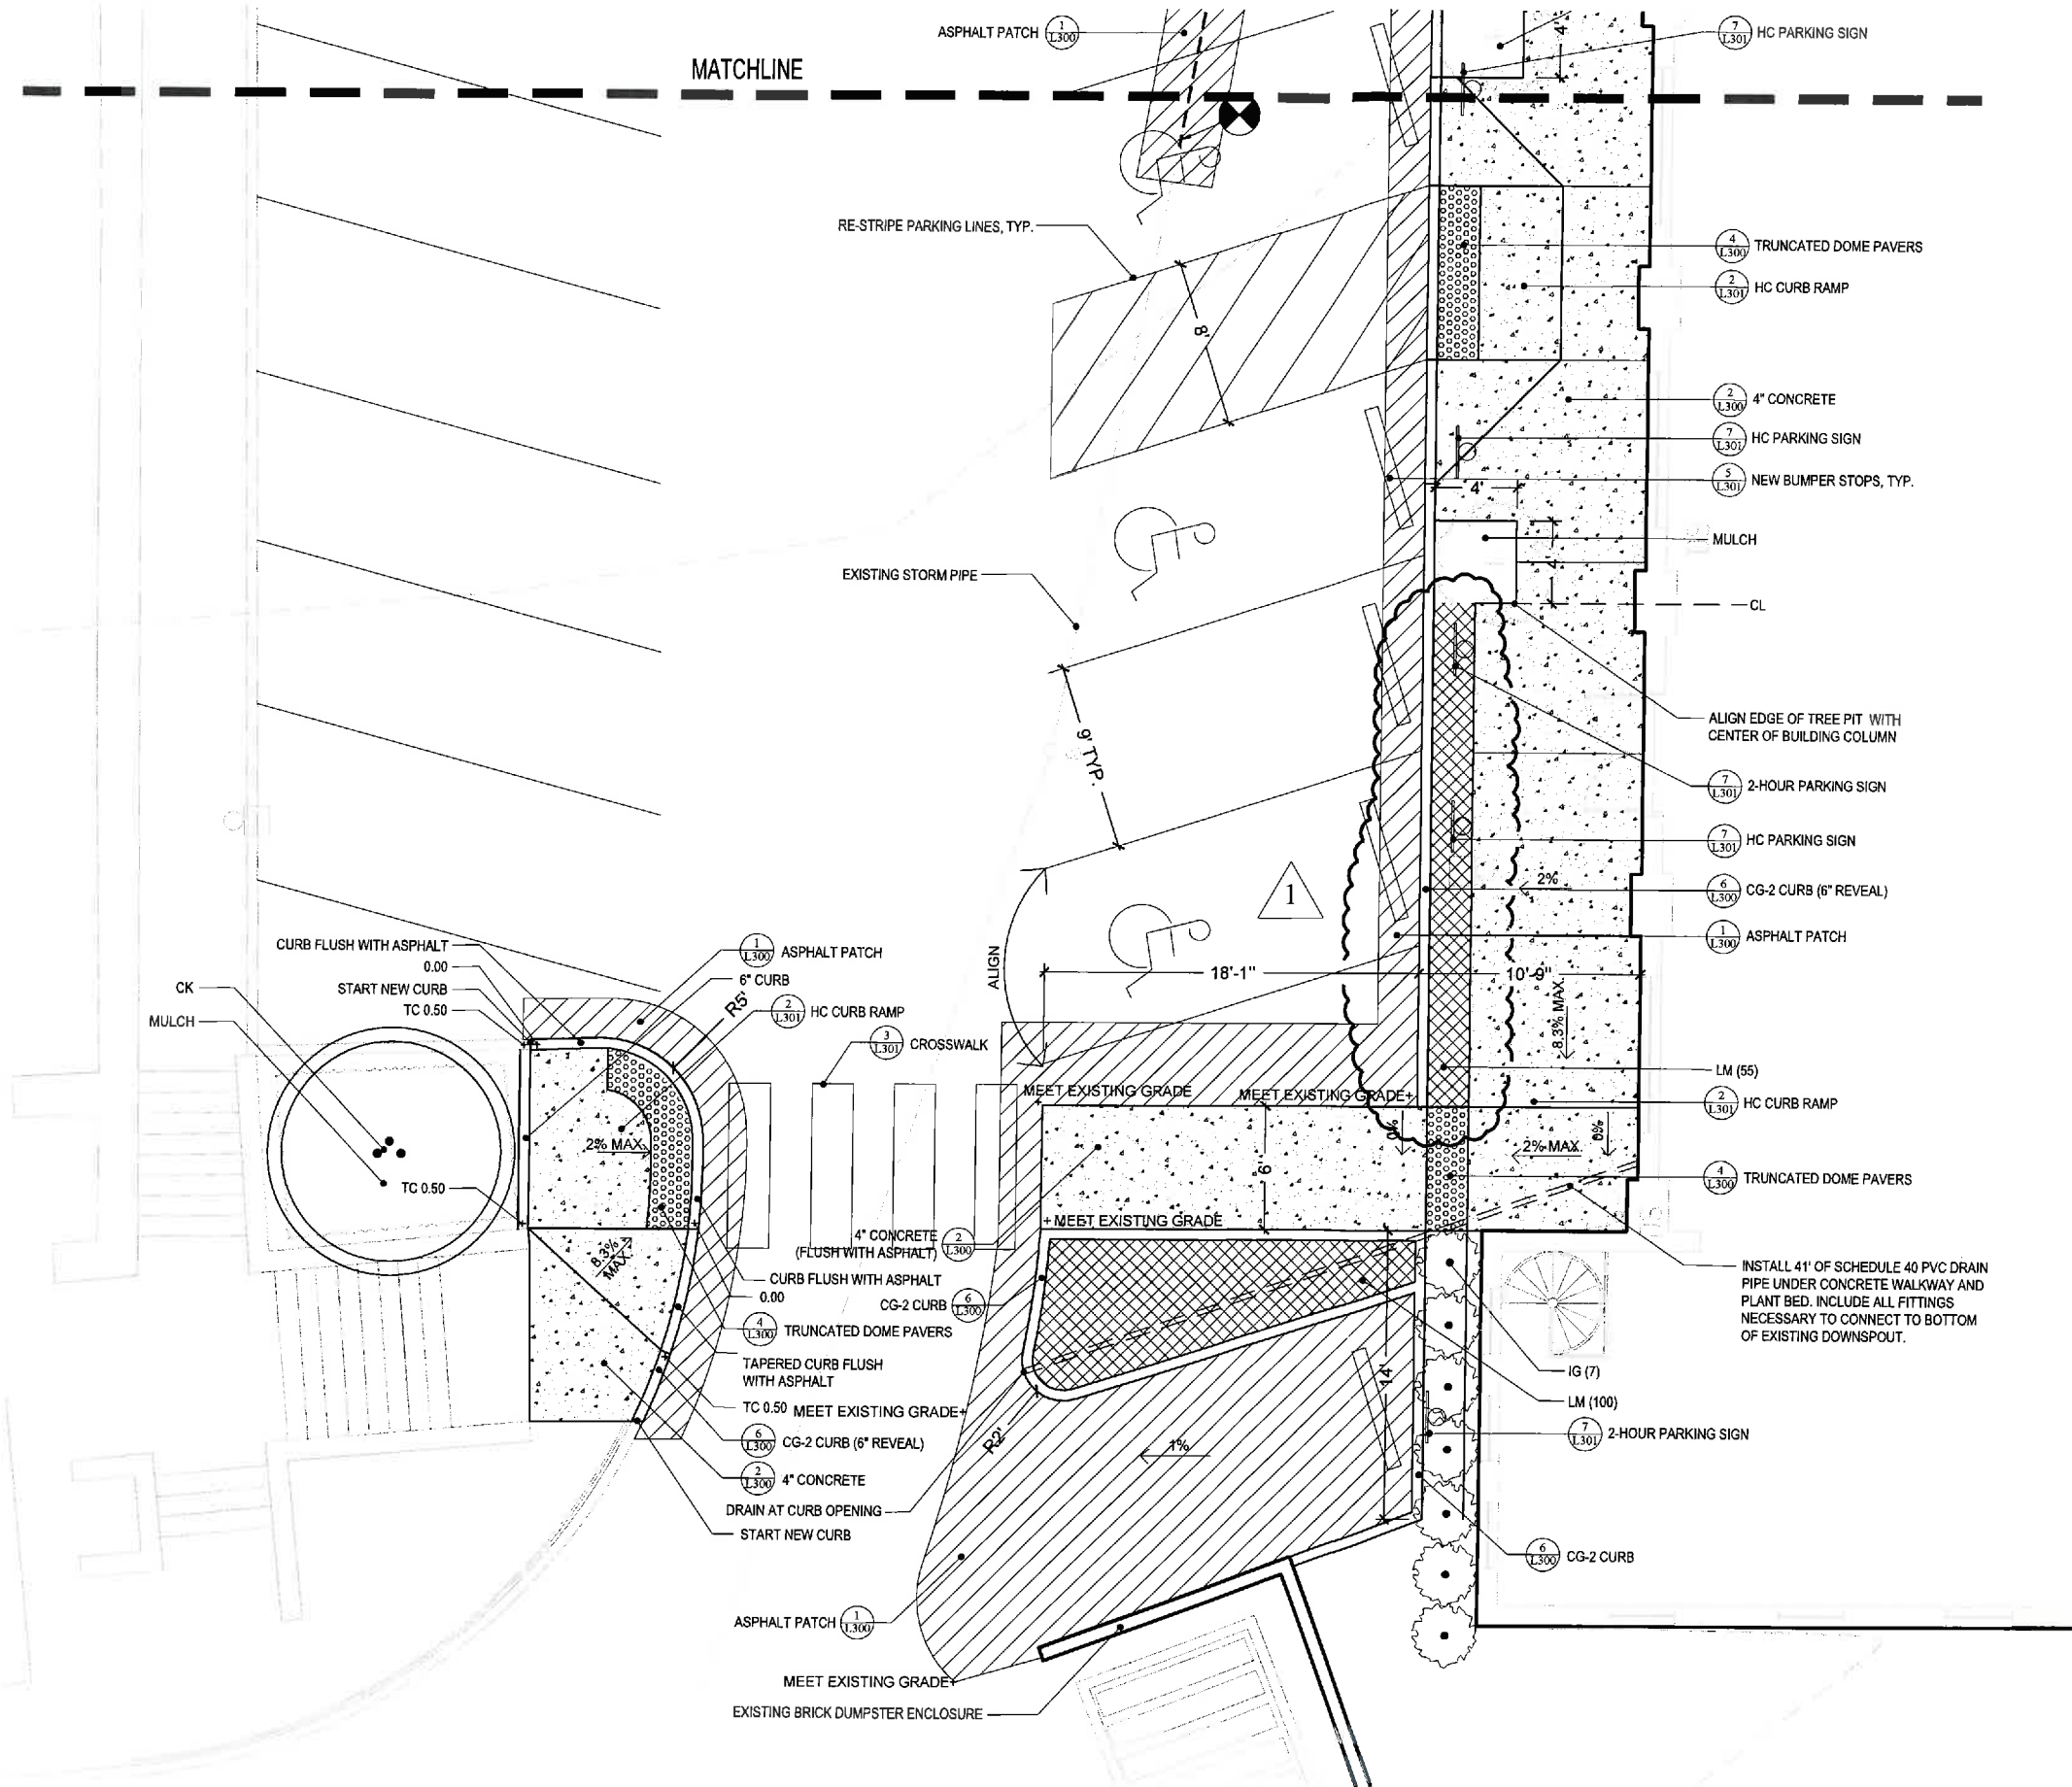 ASPHALT PATCH 1 L300
4'
7 L301 HC PARKING SIGN
MATCHLINE
RE-STRIPE PARKING LINES, TYP.
8'
4 L300 TRUNCATED DOME PAVERS
2 L301 HC CURB RAMP
2 L300 4" CONCRETE
7 L301 HC PARKING SIGN
5 L301 NEW BUMPER STOPS, TYP.
4'
MULCH
4'
EXISTING STORM PIPE
CL
ALIGN EDGE OF TREE PIT WITH
CENTER OF BUILDING COLUMN
9' TYP.
7 L301 2-HOUR PARKING SIGN
7 L301 HC PARKING SIGN
1
2%
6 L300 CG-2 CURB (6" REVEAL)
1 L300 ASPHALT PATCH
ALIGN
18'-1"
10'-9"
8.3% MAX.
CURB FLUSH WITH ASPHALT
0.00
START NEW CURB
TC 0.50
CK
MULCH
1 L300 ASPHALT PATCH
6" CURB
R5'
2 L301 HC CURB RAMP
3 L301 CROSSWALK
MEET EXISTING GRADE
MEET EXISTING GRADE+
LM (55)
2 L301 HC CURB RAMP
2% MAX.
0%
2% MAX.
0%
TC 0.50
6'
4 L300 TRUNCATED DOME PAVERS
+MEET EXISTING GRADE
4" CONCRETE
(FLUSH WITH ASPHALT) 2 L300
8.3%
MAX.
CURB FLUSH WITH ASPHALT
0.00
CG-2 CURB 6 L300
4 L300 TRUNCATED DOME PAVERS
TAPERED CURB FLUSH
WITH ASPHALT
TC 0.50
MEET EXISTING GRADE+
6 L300 CG-2 CURB (6" REVEAL)
2 L300 4" CONCRETE
DRAIN AT CURB OPENING
START NEW CURB
R2'
1%
14'
INSTALL 41' OF SCHEDULE 40 PVC DRAIN
PIPE UNDER CONCRETE WALKWAY AND
PLANT BED. INCLUDE ALL FITTINGS
NECESSARY TO CONNECT TO BOTTOM
OF EXISTING DOWNSPOUT.
IG (7)
LM (100)
7 L301 2-HOUR PARKING SIGN
6 L300 CG-2 CURB
ASPHALT PATCH 1 L300
MEET EXISTING GRADE+
EXISTING BRICK DUMPSTER ENCLOSURE